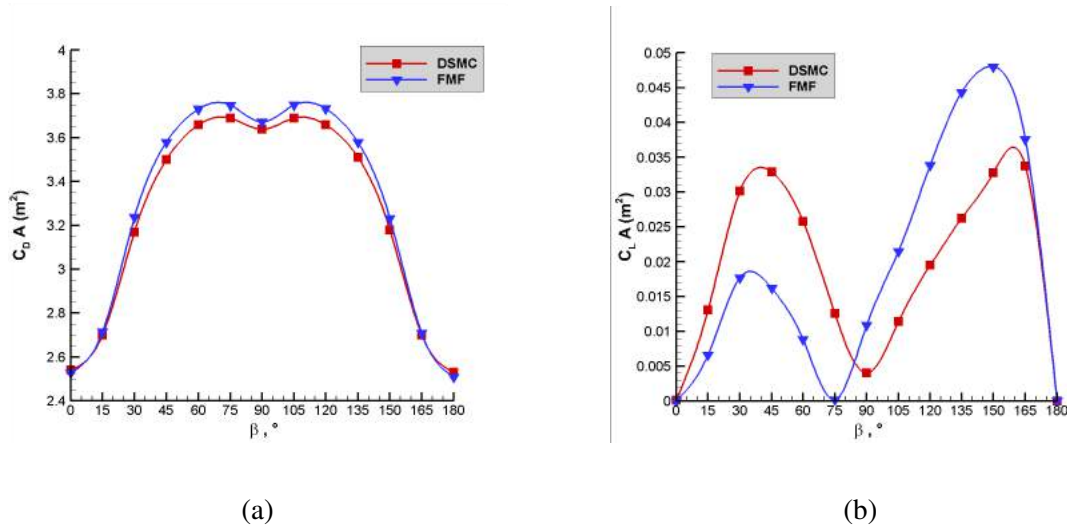 4
3.8
3.6
3.4
3.2
3
2.8
2.6
2.4
C_D A (m²)
DSMC
FMF
0 15 30 45 60 75 90 105 120 135 150 165 180
β , °
(a)
0.05
0.045
0.04
0.035
0.03
0.025
0.02
0.015
0.01
0.005
0
C_L A (m²)
DSMC
FMF
0 15 30 45 60 75 90 105 120 135 150 165 180
β , °
(b)